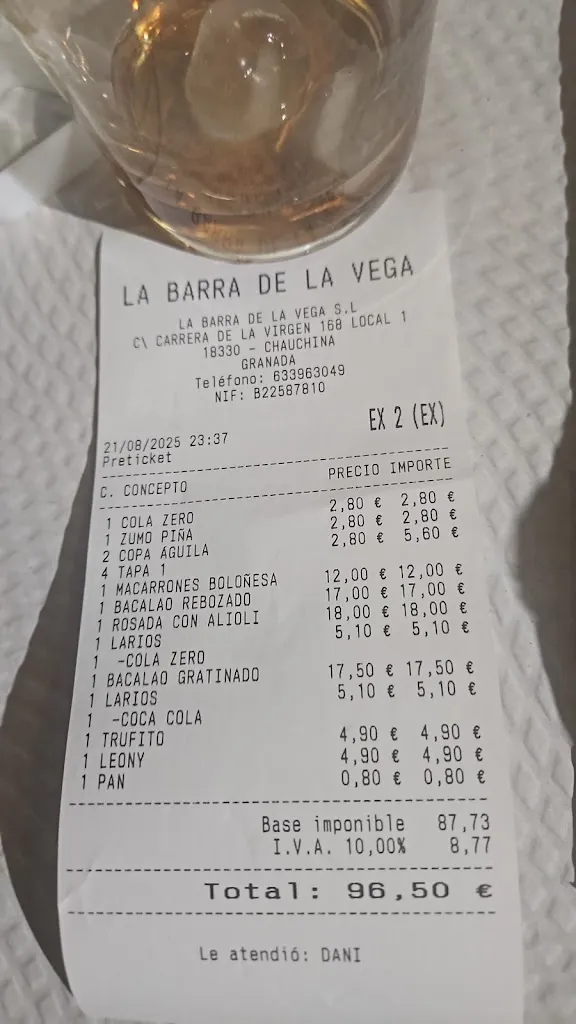 LA BARRA DE LA VEGA
LA BARRA DE LA VEGA S.L
C\ CARRERA DE LA VIRGEN 168 LOCAL 1
18330 - CHAUCHINA
GRANADA
Teléfono: 633963049
NIF: B22587810
EX 2 (EX)
21/08/2025 23:37
Preticket
C. CONCEPTO PRECIO IMPORTE
1 COLA ZERO 2,80 € 2,80 €
1 ZUMO PIÑA 2,80 € 2,80 €
2 COPA ÁGUILA 2,80 € 5,60 €
4 TAPA 1
1 MACARRONES BOLOÑESA 12,00 € 12,00 €
1 BACALAO REBOZADO 17,00 € 17,00 €
1 ROSADA CON ALIOLI 18,00 € 18,00 €
1 LARIOS 5,10 € 5,10 €
1 -COLA ZERO
1 BACALAO GRATINADO 17,50 € 17,50 €
1 LARIOS 5,10 € 5,10 €
1 -COCA COLA
1 TRUFITO 4,90 € 4,90 €
1 LEONY 4,90 € 4,90 €
1 PAN 0,80 € 0,80 €
Base imponible 87,73
I.V.A. 10,00% 8,77
Total: 96,50 €
Le atendió: DANI